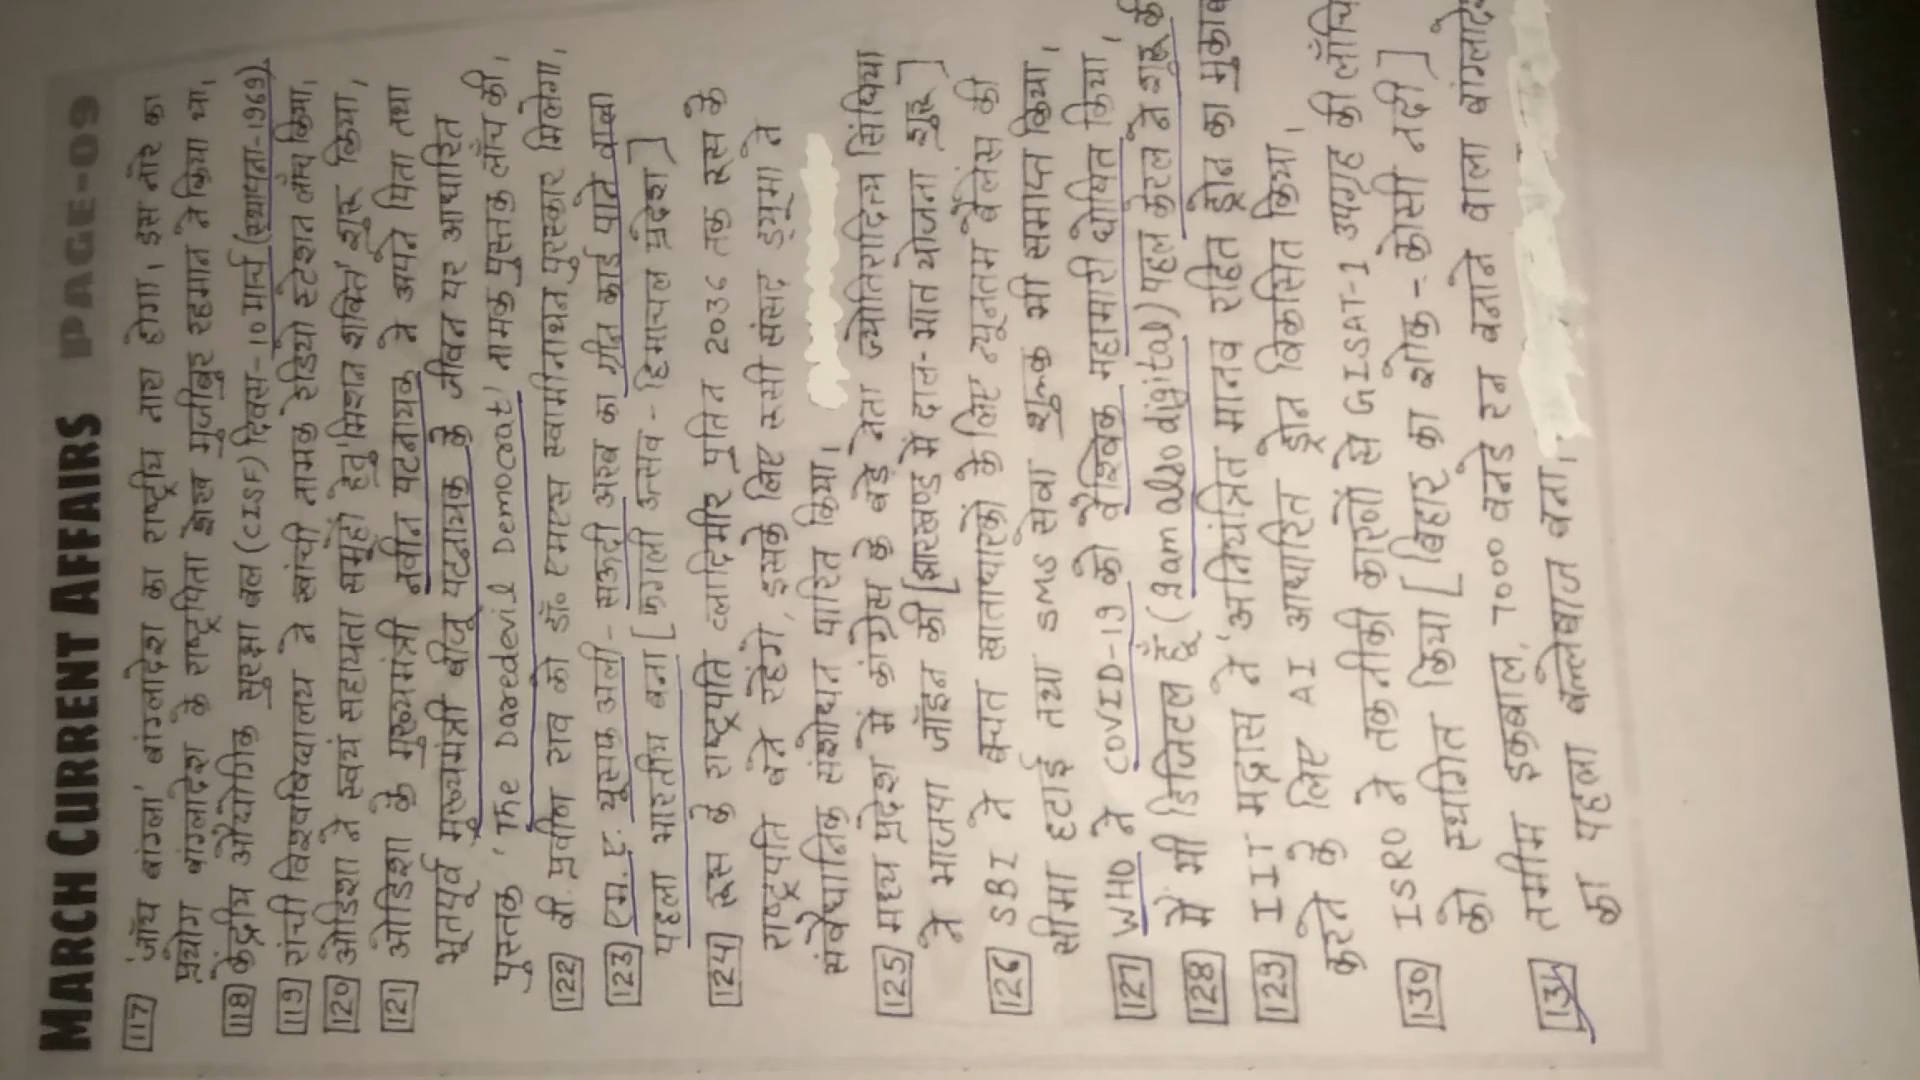 MARCH CURRENT AFFAIRS PAGE-09
117 'जॉय बांग्ला' बांग्लादेश का राष्ट्रीय नारा होगा। इस नारे का
प्रयोग बांग्लादेश के राष्ट्रपिता शेख मुजीबुर रहमान ने किया था।
118 केंद्रीय औद्योगिक सुरक्षा बल (CISF) दिवस - 10 मार्च (स्थापना-1969)
119 रांची विश्वविद्यालय ने खांची नामक रेडियो स्टेशन लॉंच किया,
120 ओडिशा ने स्वयं सहायता समूहों हेतु 'मिशन शक्ति' शुरू किया,
121 ओडिशा के मुख्यमंत्री नवीन पटनायक ने अपने पिता तथा
भूतपूर्व मुख्यमंत्री बीजू पटनायक के जीवन पर आधारित
पुस्तक 'The Daredevil Democrat' नामक पुस्तक लॉंच की,
122 वी. प्रवीण राव को डॉ॰ एमएस स्वामीनाथन पुरस्कार मिलेगा,
123 एम. ए. यूसुफ अली - सऊदी अरब का ग्रीन कार्ड पाने वाला
पहला भारतीय बना [फगली उत्सव - हिमाचल प्रदेश]
124 रूस के राष्ट्रपति व्लादिमीर पुतिन 2036 तक रूस के
राष्ट्रपति बने रहेंगे, इसके लिए रूसी संसद ड्यूमा ने
संवैधानिक संशोधन पारित किया।
125 मध्य प्रदेश में कांग्रेस के बड़े नेता ज्योतिरादित्य सिंधिया
ने भाजपा जॉइन की [झारखण्ड में दाल-भात योजना शुरू]
126 SBI ने बचत खाताधारकों के लिए न्यूनतम बैलेंस की
सीमा हटाई तथा SMS सेवा शुल्क भी समाप्त किया,
127 WHO ने COVID-19 को वैश्विक महामारी घोषित किया,
128 मैं भी डिजिटल हूँ (I am also digital) पहल केरल ने शुरू की
129 IIT मद्रास ने 'अनियंत्रित मानव रहित ड्रोन का
करने के लिए AI आधारित ड्रोन विकसित किया।
130 ISRO ने तकनीकी कारणों से GISAT-1 उपग्रह की
को स्थगित किया [बिहार का शोक - कोसी नदी]
131 तमीम इकबाल, 7000 वनडे रन बनाने वाला
का पहला बल्लेबाज बना।